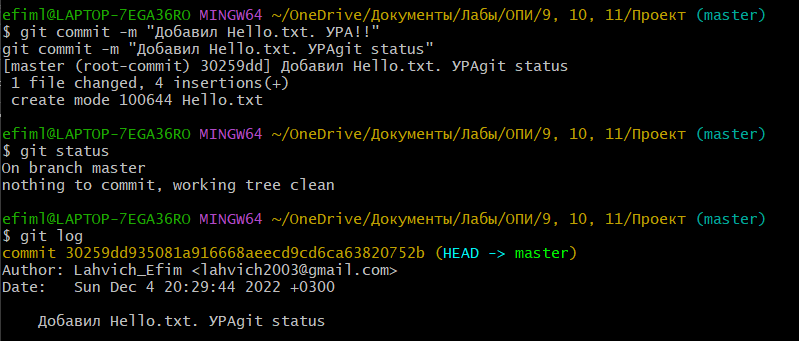 efiml@LAPTOP-7EGA36RO MINGW64 ~/OneDrive/Документы/Лабы/ОПИ/9, 10, 11/Проект (master)
$ git commit -m "Добавил Hello.txt. УРА!!"
git commit -m "Добавил Hello.txt. УРАgit status"
[master (root-commit) 30259dd] Добавил Hello.txt. УРАgit status
1 file changed, 4 insertions(+)
create mode 100644 Hello.txt
efiml@LAPTOP-7EGA36RO MINGW64 ~/OneDrive/Документы/Лабы/ОПИ/9, 10, 11/Проект (master)
$ git status
On branch master
nothing to commit, working tree clean
efiml@LAPTOP-7EGA36RO MINGW64 ~/OneDrive/Документы/Лабы/ОПИ/9, 10, 11/Проект (master)
$ git log
commit 30259dd935081a916668aeecd9cd6ca63820752b (HEAD -> master)
Author: Lahvich_Efim <lahvich2003@gmail.com>
Date:   Sun Dec 4 20:29:44 2022 +0300
Добавил Hello.txt. УРАgit status